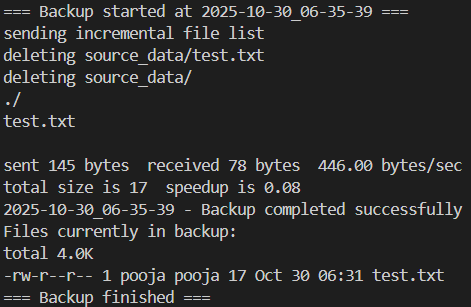 === Backup started at 2025-10-30_06-35-39 ===
sending incremental file list
deleting source_data/test.txt
deleting source_data/
./
test.txt

sent 145 bytes  received 78 bytes  446.00 bytes/sec
total size is 17  speedup is 0.08
2025-10-30_06-35-39 - Backup completed successfully
Files currently in backup:
total 4.0K
-rw-r--r-- 1 pooja pooja 17 Oct 30 06:31 test.txt
=== Backup finished ===